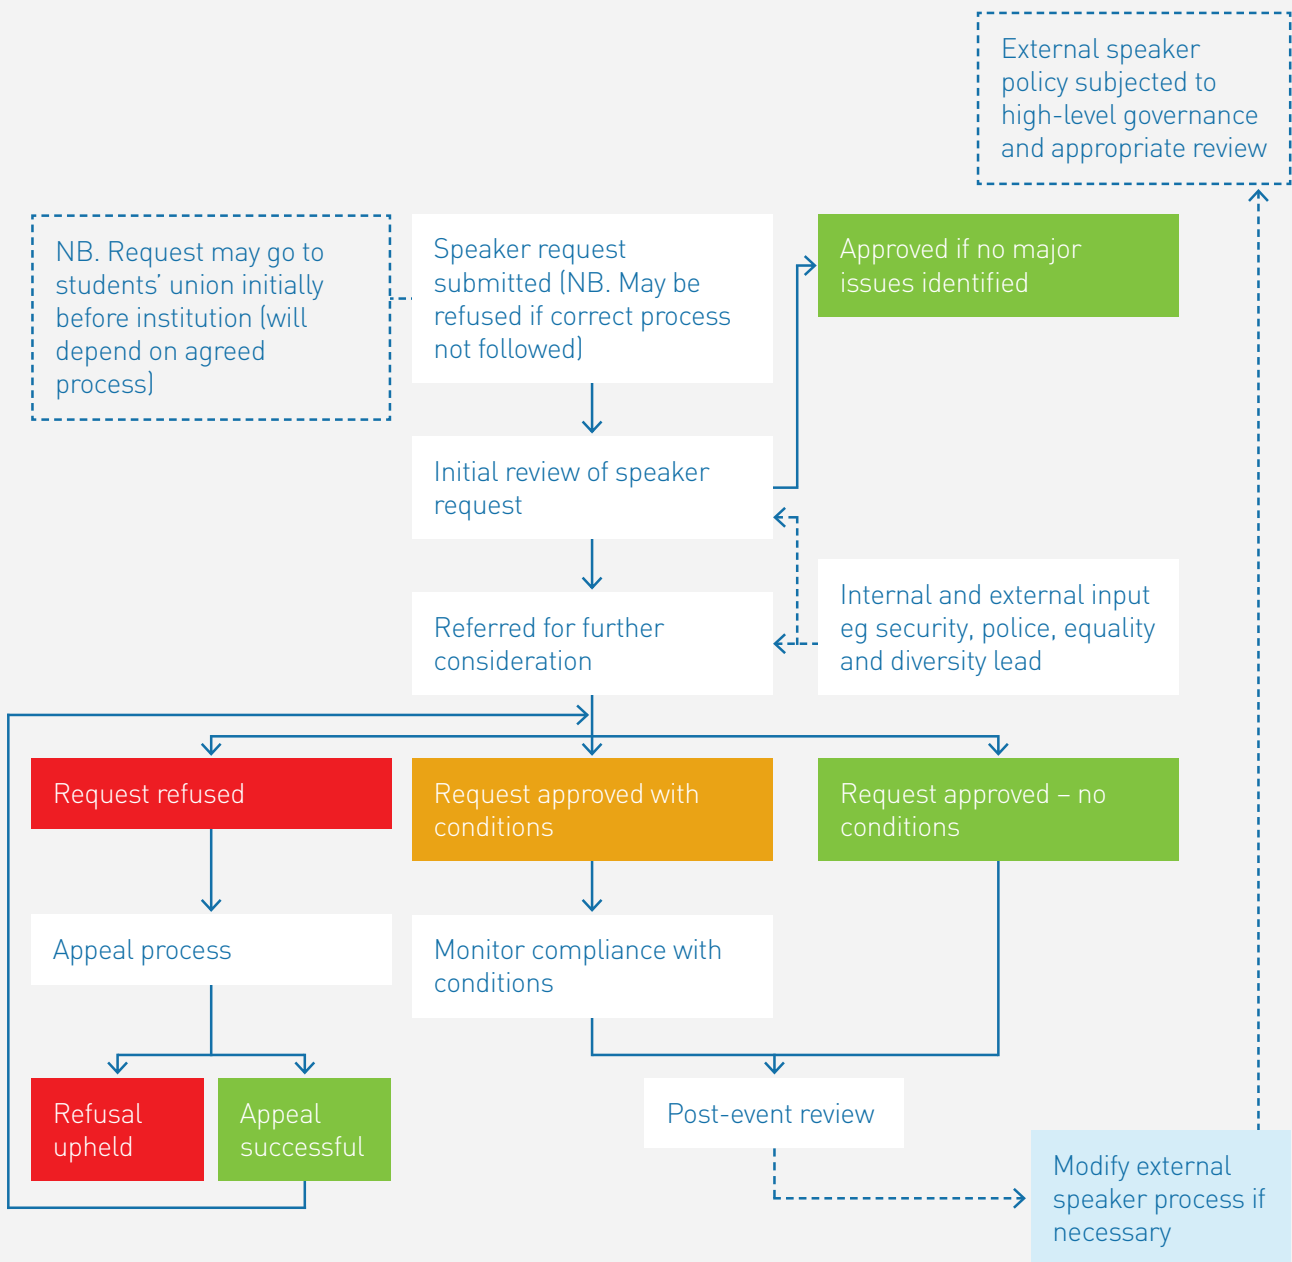 External speaker
policy subjected to
high-level governance
and appropriate review
NB. Request may go to
students’ union initially
before institution (will
depend on agreed
process)
Speaker request
submitted (NB. May be
refused if correct process
not followed)
Approved if no major
issues identified
Initial review of speaker
request
Internal and external input
eg security, police, equality
and diversity lead
Referred for further
consideration
Request refused
Request approved with
conditions
Request approved – no
conditions
Appeal process
Monitor compliance with
conditions
Refusal
upheld
Appeal
successful
Post-event review
Modify external
speaker process if
necessary